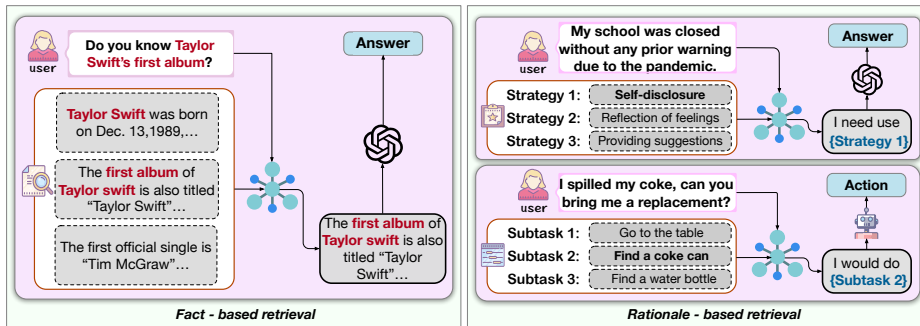 Do you know Taylor
Swift's first album?
user
Answer
Taylor Swift was born
on Dec. 13,1989,...
The first album of
Taylor swift is also titled
"Taylor Swift"...
The first official single is
"Tim McGraw"...
The first album of
Taylor swift is also
titled "Taylor
Swift"...
Fact - based retrieval
My school was closed
without any prior warning
due to the pandemic.
user
Answer
Strategy 1: Self-disclosure
Strategy 2: Reflection of feelings
Strategy 3: Providing suggestions
I need use
{Strategy 1}
I spilled my coke, can you
bring me a replacement?
user
Action
Subtask 1: Go to the table
Subtask 2: Find a coke can
Subtask 3: Find a water bottle
I would do
{Subtask 2}
Rationale - based retrieval